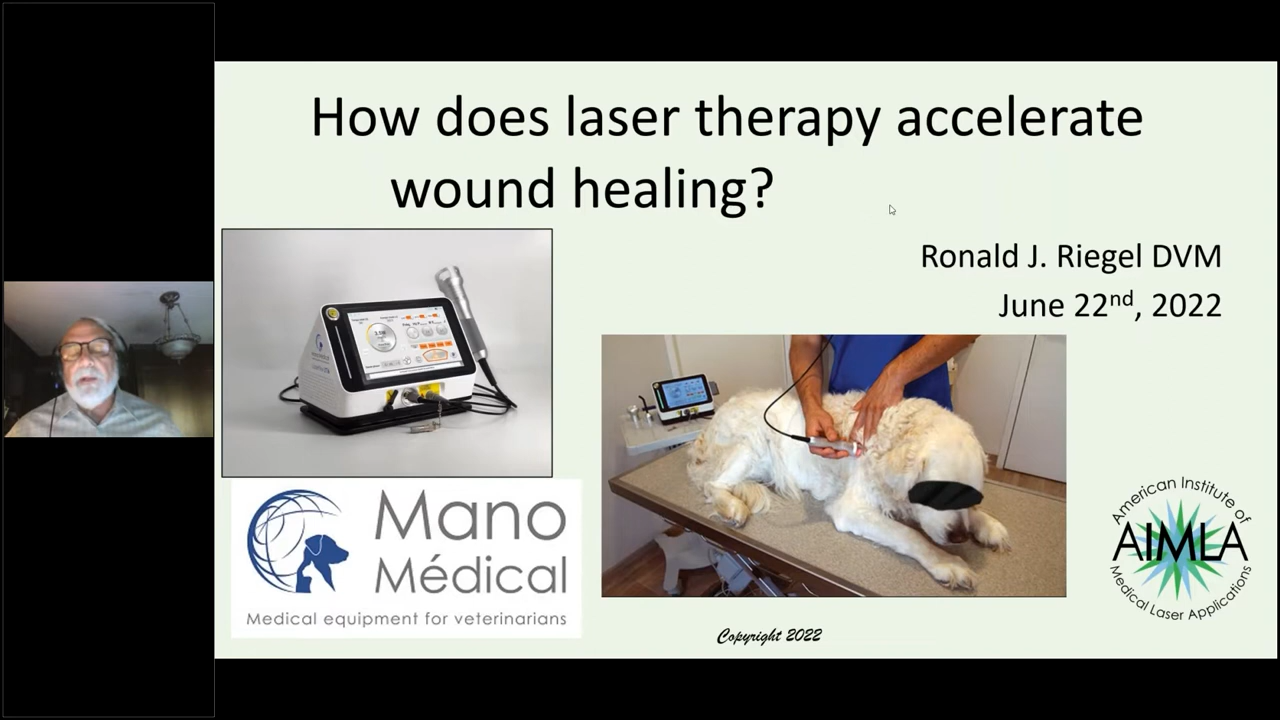 How does laser therapy accelerate
wound healing?
Ronald J. Riegel DVM
June 22nd, 2022
Mano
Médical
Medical equipment for veterinarians
American Institute of
AIMLA
Medical Laser Applications
Copyright 2022